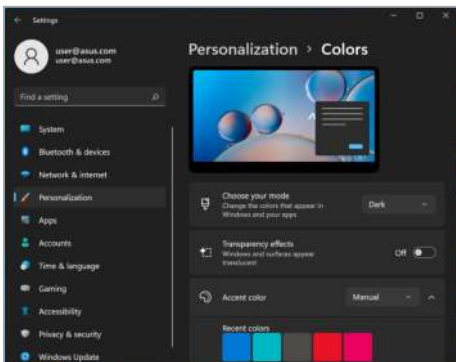 Settings
user@asus.com
user@asus.com
Find a setting
System
Bluetooth & devices
Network & internet
Personalization
Apps
Accounts
Time & language
Gaming
Accessibility
Privacy & security
Windows Update
Personalization > Colors
Choose your mode
Change the colors that appear in
Windows and your apps
Dark
Transparency effects
Windows and surfaces appear
translucent
Off
Accent color
Manual
Recent colors